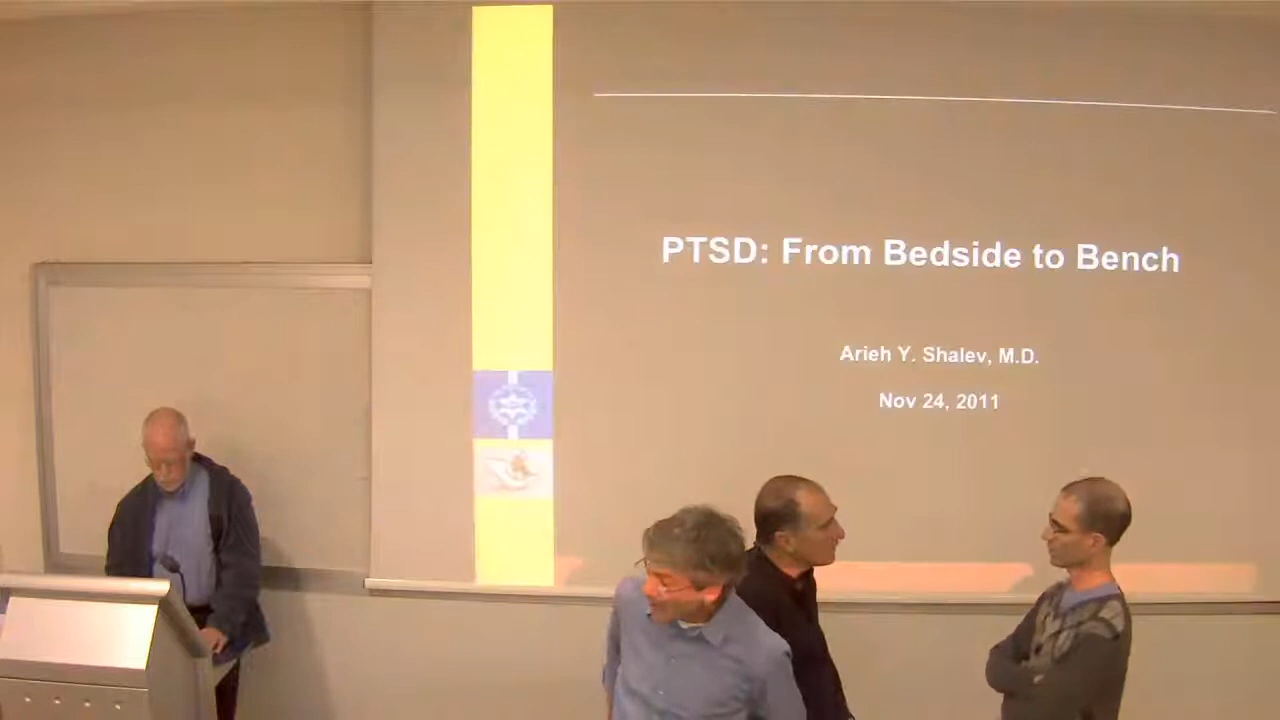 PTSD: From Bedside to Bench
Arieh Y. Shalev, M.D.
Nov 24, 2011